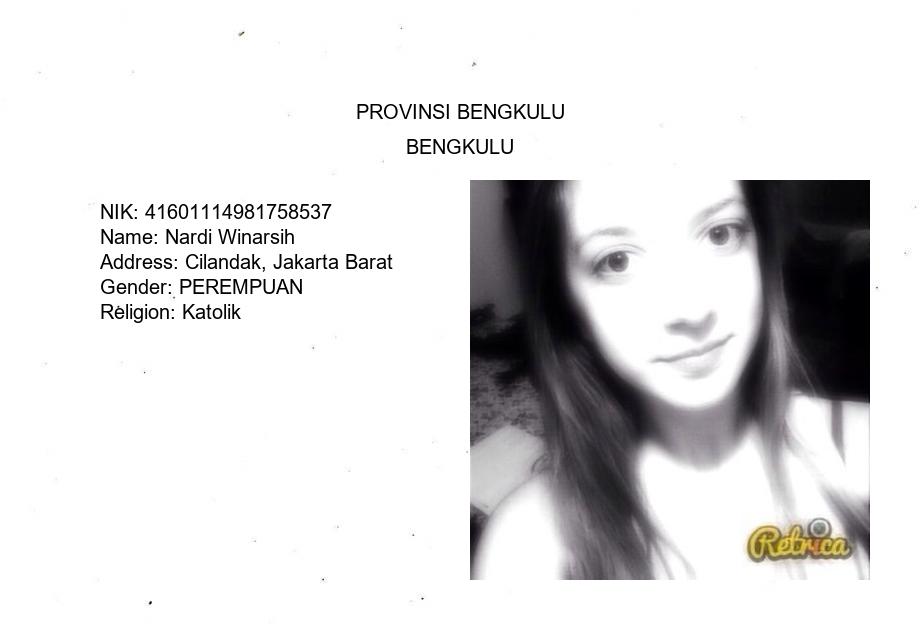 PROVINSI BENGKULU
BENGKULU
NIK: 41601114981758537
Name: Nardi Winarsih
Address: Cilandak, Jakarta Barat
Gender: PEREMPUAN
Religion: Katolik
Retrica